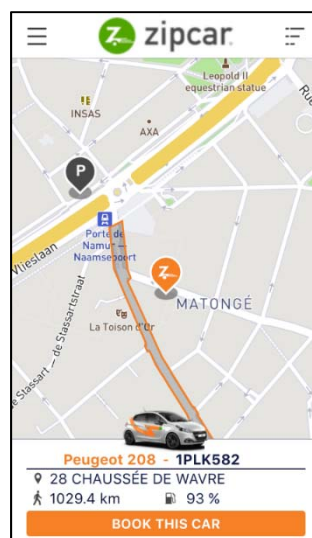 zipcar
Leopold II
equestrian statue
INSAS
AXA
P
Porte de
Namur —
Naamsepoort
Vlieslaan
MATONGÉ
La Toison d'Or
de Stassart — de Stassartstraat
Peugeot 208 - 1PLK582
28 CHAUSSÉE DE WAVRE
1029.4 km 93 %
BOOK THIS CAR